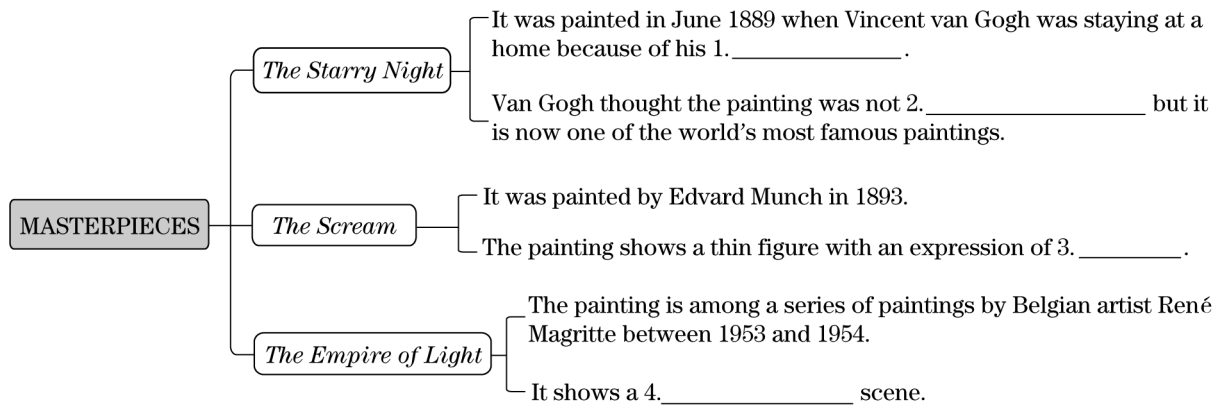 It was painted in June 1889 when Vincent van Gogh was staying at a
home because of his 1.________________.
The Starry Night
Van Gogh thought the painting was not 2.____________________ but it
is now one of the world's most famous paintings.
MASTERPIECES
It was painted by Edvard Munch in 1893.
The Scream
The painting shows a thin figure with an expression of 3.__________.
The painting is among a series of paintings by Belgian artist René
Magritte between 1953 and 1954.
The Empire of Light
It shows a 4.__________________ scene.